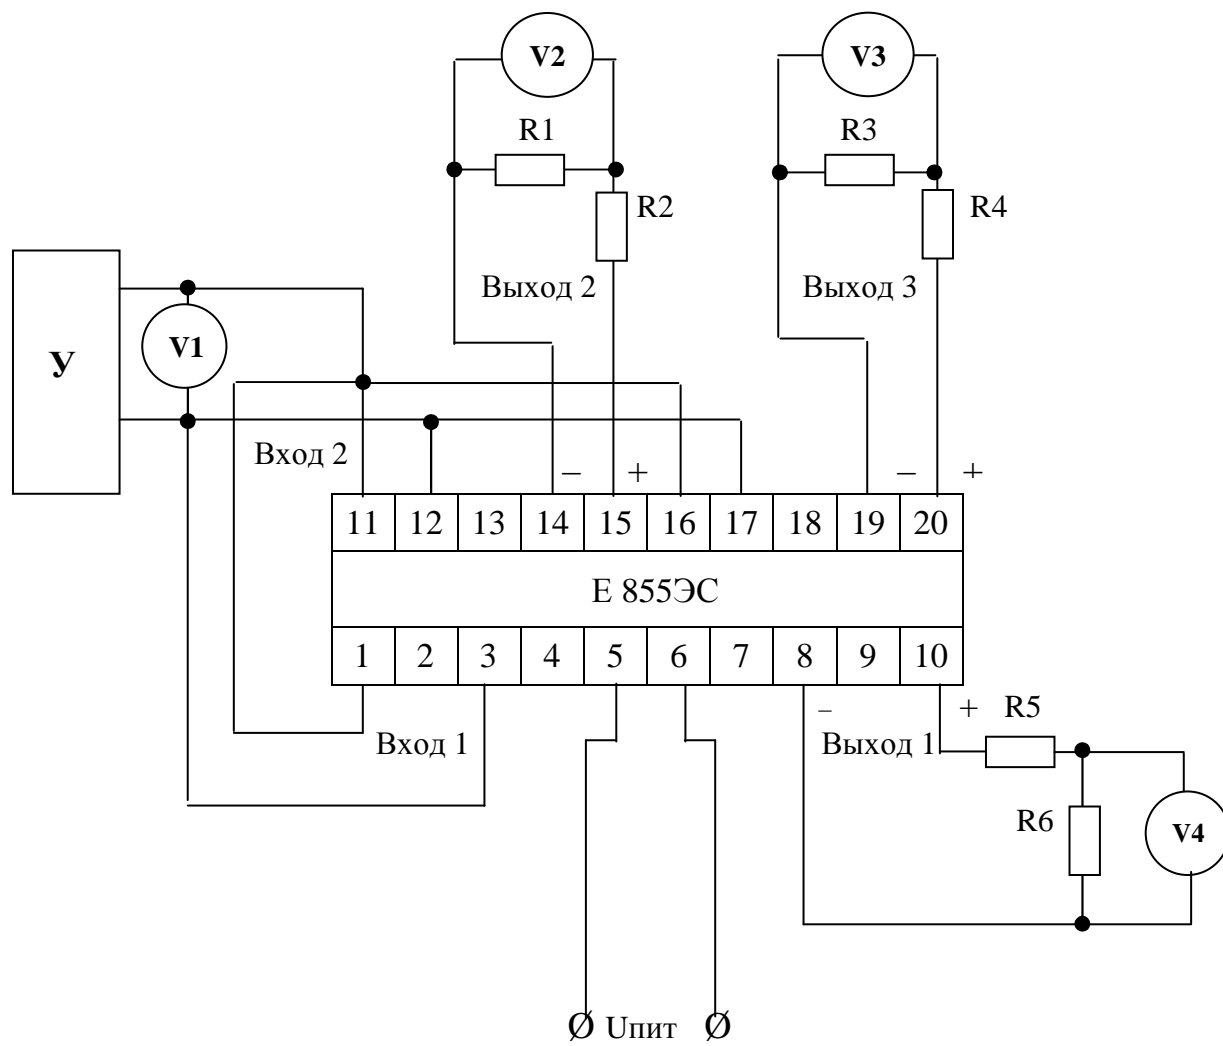 V2
V3
R1
R3
R2
R4
Выход 2
Выход 3
У
V1
Вход 2
– + – +
11 12 13 14 15 16 17 18 19 20
Е 855ЭС
1 2 3 4 5 6 7 8 9 10
– + R5
Вход 1
Выход 1
R6
V4
Ø Uпит Ø